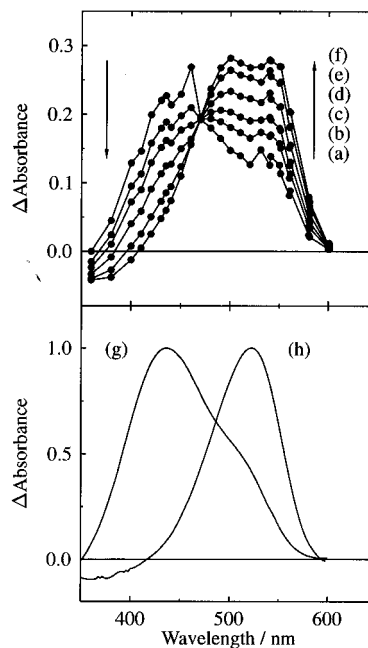 0.3
0.2
0.1
0.0
ΔAbsorbance
(f)
(e)
(d)
(c)
(b)
(a)
1.0
0.5
0.0
ΔAbsorbance
(g)
(h)
400
500
600
Wavelength / nm